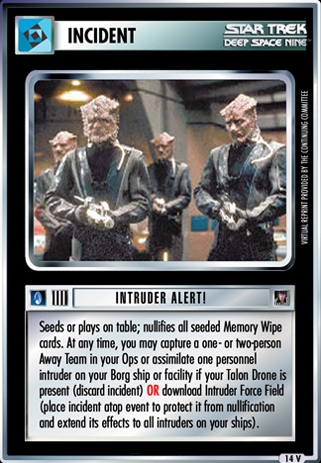 INCIDENT
STAR TREK
DEEP SPACE NINE
VIRTUAL REPRINT PROVIDED BY THE CONTINUING COMMITTEE
INTRUDER ALERT!
Seeds or plays on table; nullifies all seeded Memory Wipe
cards. At any time, you may capture a one- or two-person
Away Team in your Ops or assimilate one personnel
intruder on your Borg ship or facility if your Talon Drone is
present (discard incident) OR download Intruder Force Field
(place incident atop event to protect it from nullification
and extend its effects to all intruders on your ships).
14 V